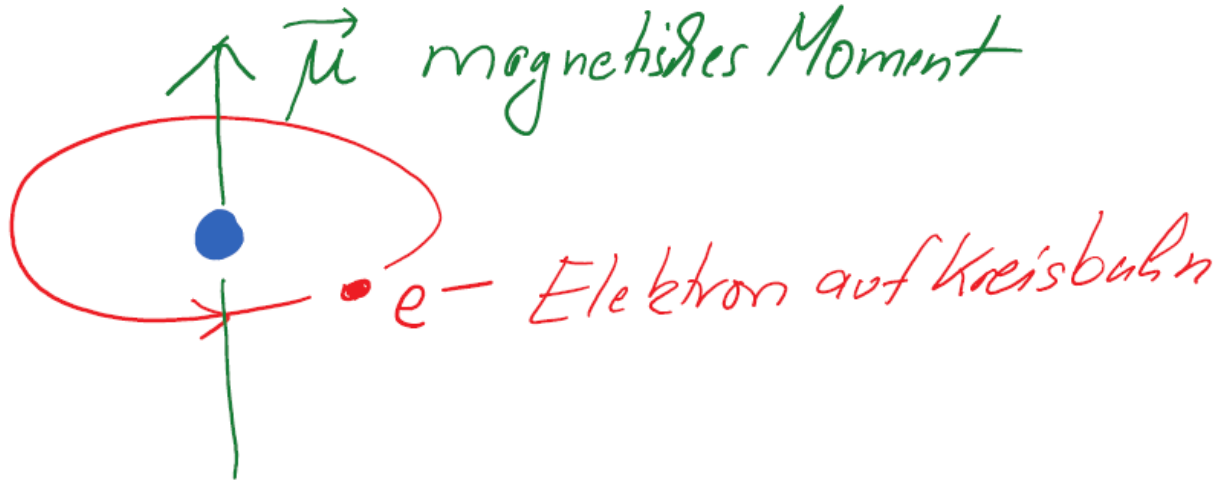 μ⃗ magnetisches Moment
e⁻ Elektron auf Kreisbahn